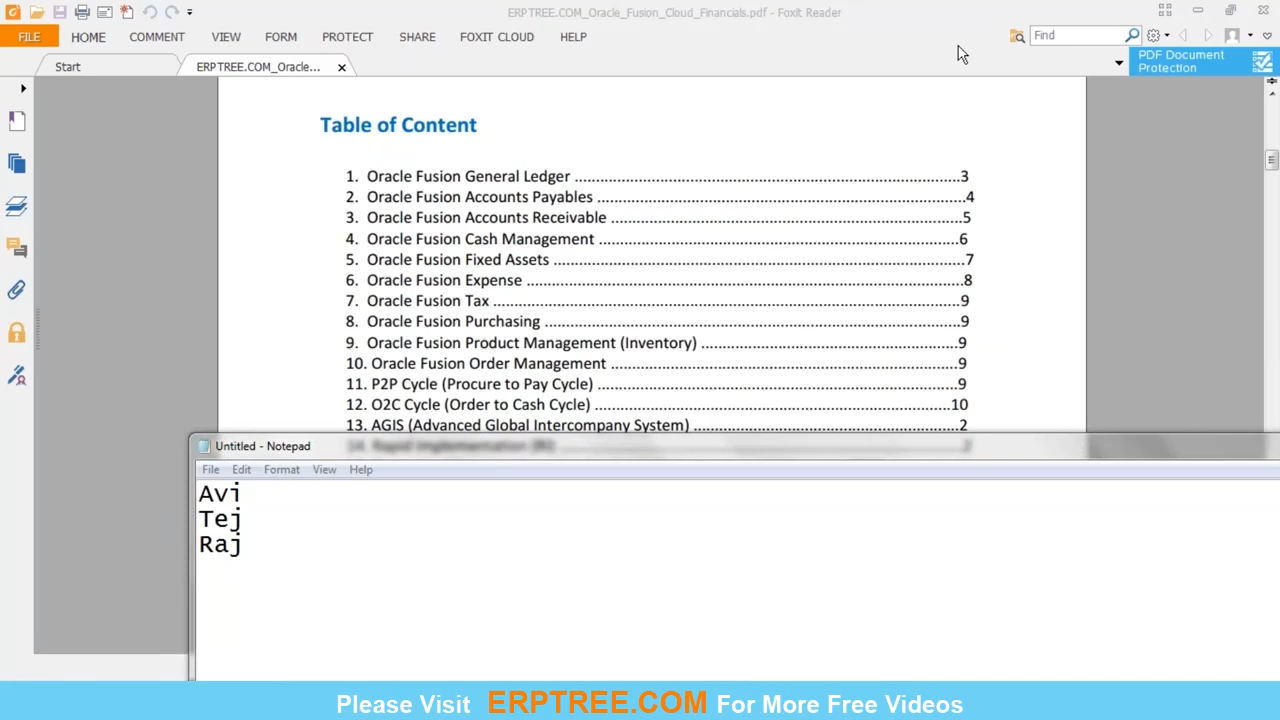 ERPTREE.COM_Oracle_Fusion_Cloud_Financials.pdf - Foxit Reader
FILE HOME COMMENT VIEW FORM PROTECT SHARE FOXIT CLOUD HELP Find
Start ERPTREE.COM_Oracle... PDF Document Protection
Table of Content
1. Oracle Fusion General Ledger ..........3
2. Oracle Fusion Accounts Payables ..........4
3. Oracle Fusion Accounts Receivable ..........5
4. Oracle Fusion Cash Management ..........6
5. Oracle Fusion Fixed Assets ..........7
6. Oracle Fusion Expense ..........8
7. Oracle Fusion Tax ..........9
8. Oracle Fusion Purchasing ..........9
9. Oracle Fusion Product Management (Inventory) ..........9
10. Oracle Fusion Order Management ..........9
11. P2P Cycle (Procure to Pay Cycle) ..........9
12. O2C Cycle (Order to Cash Cycle) ..........10
13. AGIS (Advanced Global Intercompany System) ..........2
14. Rapid Implementation (RI) ..........2
Untitled - Notepad
File Edit Format View Help
Avi
Tej
Raj
Please Visit ERPTREE.COM For More Free Videos